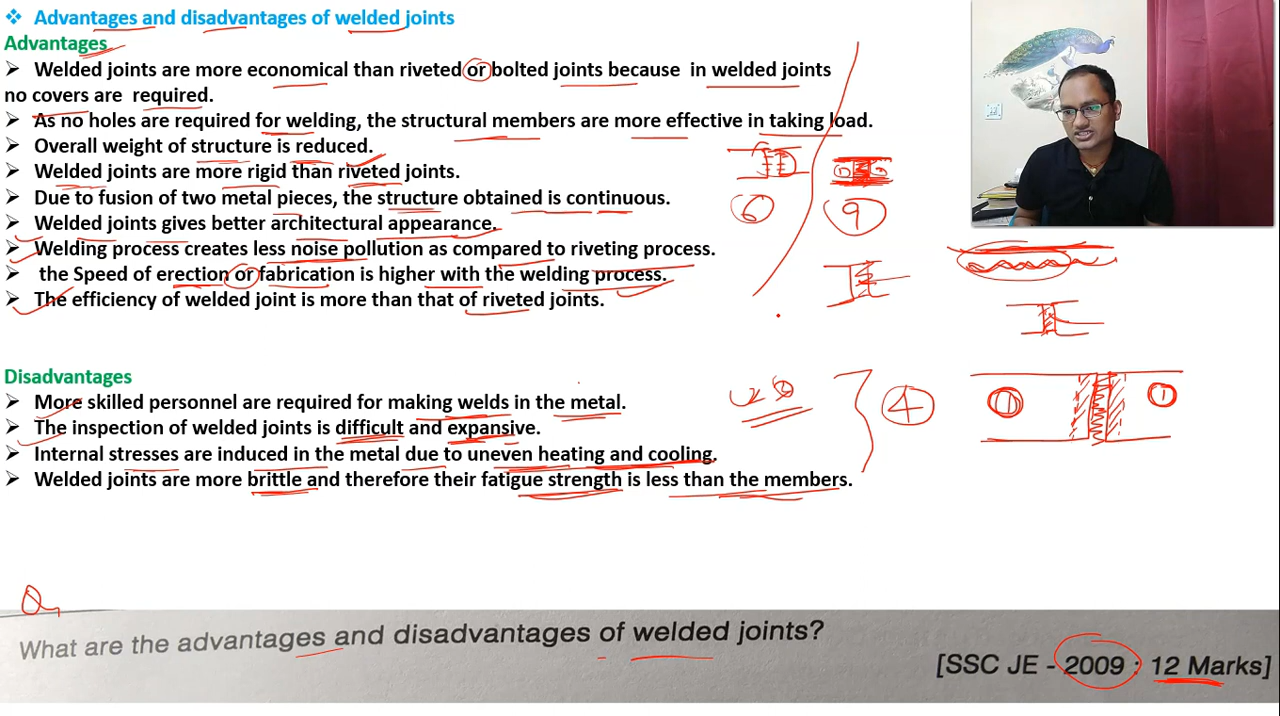 ❖ Advantages and disadvantages of welded joints
Advantages
➢ Welded joints are more economical than riveted or bolted joints because in welded joints
no covers are required.
➢ As no holes are required for welding, the structural members are more effective in taking load.
➢ Overall weight of structure is reduced.
➢ Welded joints are more rigid than riveted joints.
➢ Due to fusion of two metal pieces, the structure obtained is continuous.
➢ Welded joints gives better architectural appearance.
➢ Welding process creates less noise pollution as compared to riveting process.
➢ the Speed of erection or fabrication is higher with the welding process.
➢ The efficiency of welded joint is more than that of riveted joints.
6
9
Disadvantages
➢ More skilled personnel are required for making welds in the metal.
➢ The inspection of welded joints is difficult and expansive.
➢ Internal stresses are induced in the metal due to uneven heating and cooling.
➢ Welded joints are more brittle and therefore their fatigue strength is less than the members.
4
1
1
What are the advantages and disadvantages of welded joints?
[SSC JE - 2009 : 12 Marks]